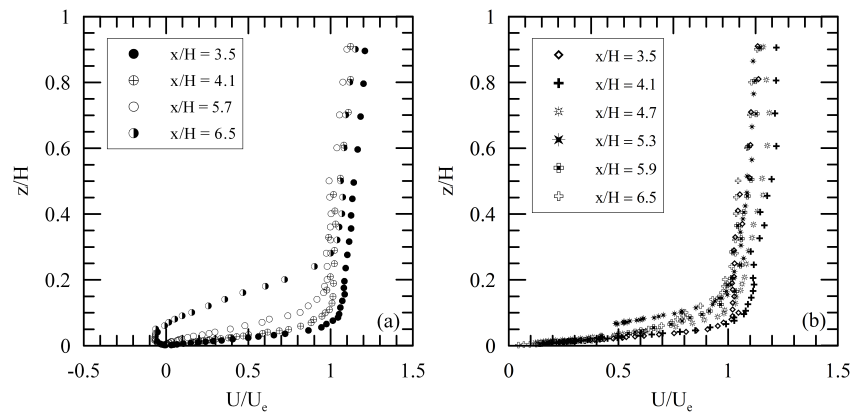 1
0.8
0.6
0.4
0.2
0
z/H
-0.5
0
0.5
1
1.5
U/Ue
x/H = 3.5
x/H = 4.1
x/H = 5.7
x/H = 6.5
(a)
1
0.8
0.6
0.4
0.2
0
z/H
0
0.5
1
1.5
U/Ue
x/H = 3.5
x/H = 4.1
x/H = 4.7
x/H = 5.3
x/H = 5.9
x/H = 6.5
(b)